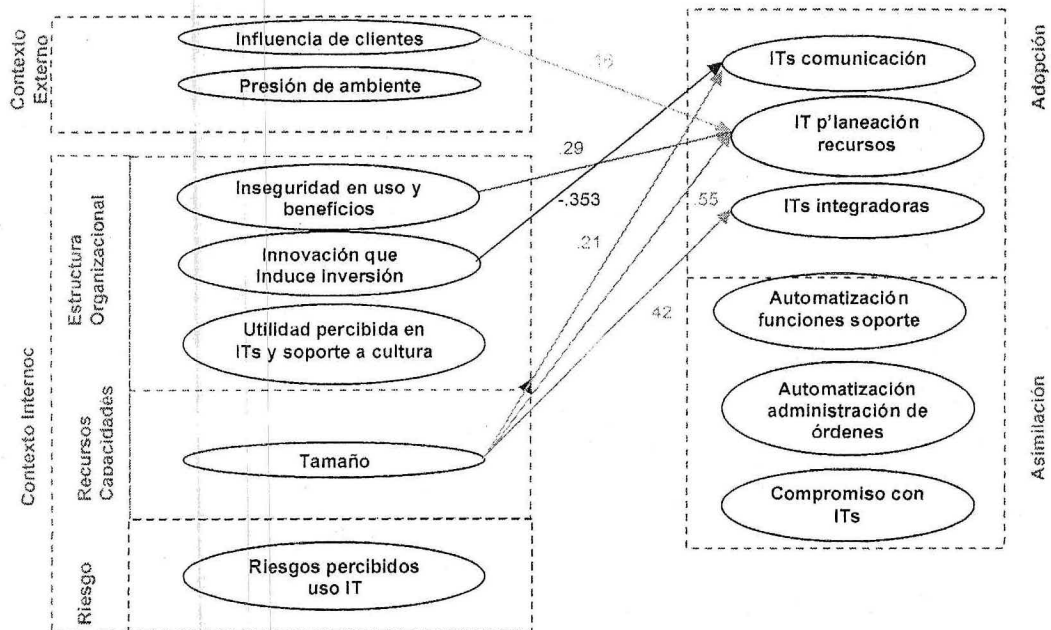 Contexto
Externo
Influencia de clientes
Presión de ambiente
Contexto Internoc
Estructura
Organizacional
Inseguridad en uso y
beneficios
Innovación que
Induce Inversión
Utilidad percibida en
ITs y soporte a cultura
Recursos
Capacidades
Tamaño
Riesgo
Riesgos percibidos
uso IT
.16
.29
-.353
.55
.21
42
Adopción
ITs comunicación
IT p'laneación
recursos
ITs integradoras
Asimilación
Automatización
funciones soporte
Automatización
administración de
órdenes
Compromiso con
ITs